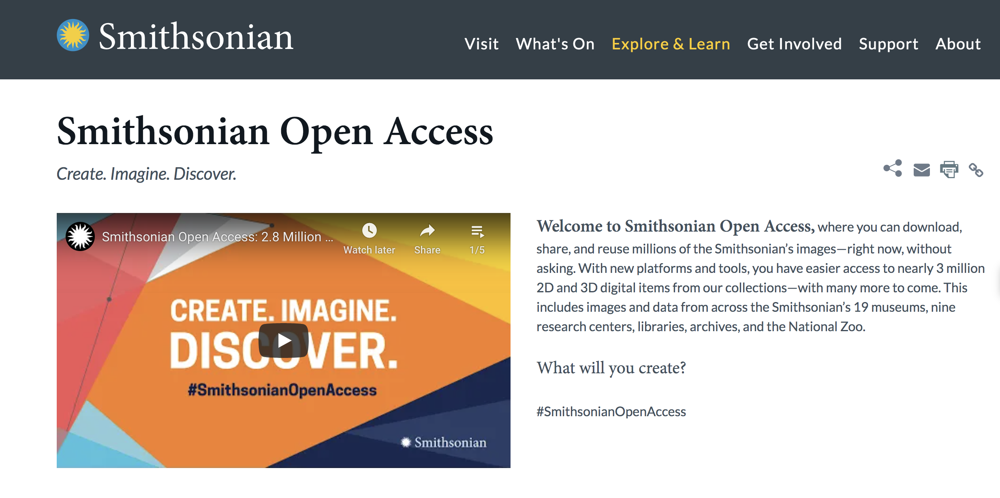 Smithsonian
Visit What's On Explore & Learn Get Involved Support About
Smithsonian Open Access
Create. Imagine. Discover.
Smithsonian Open Access: 2.8 Million ...
Watch later Share 1/5
CREATE. IMAGINE.
DISCOVER.
#SmithsonianOpenAccess
Smithsonian
Welcome to Smithsonian Open Access, where you can download,
share, and reuse millions of the Smithsonian’s images—right now, without
asking. With new platforms and tools, you have easier access to nearly 3 million
2D and 3D digital items from our collections—with many more to come. This
includes images and data from across the Smithsonian’s 19 museums, nine
research centers, libraries, archives, and the National Zoo.
What will you create?
#SmithsonianOpenAccess